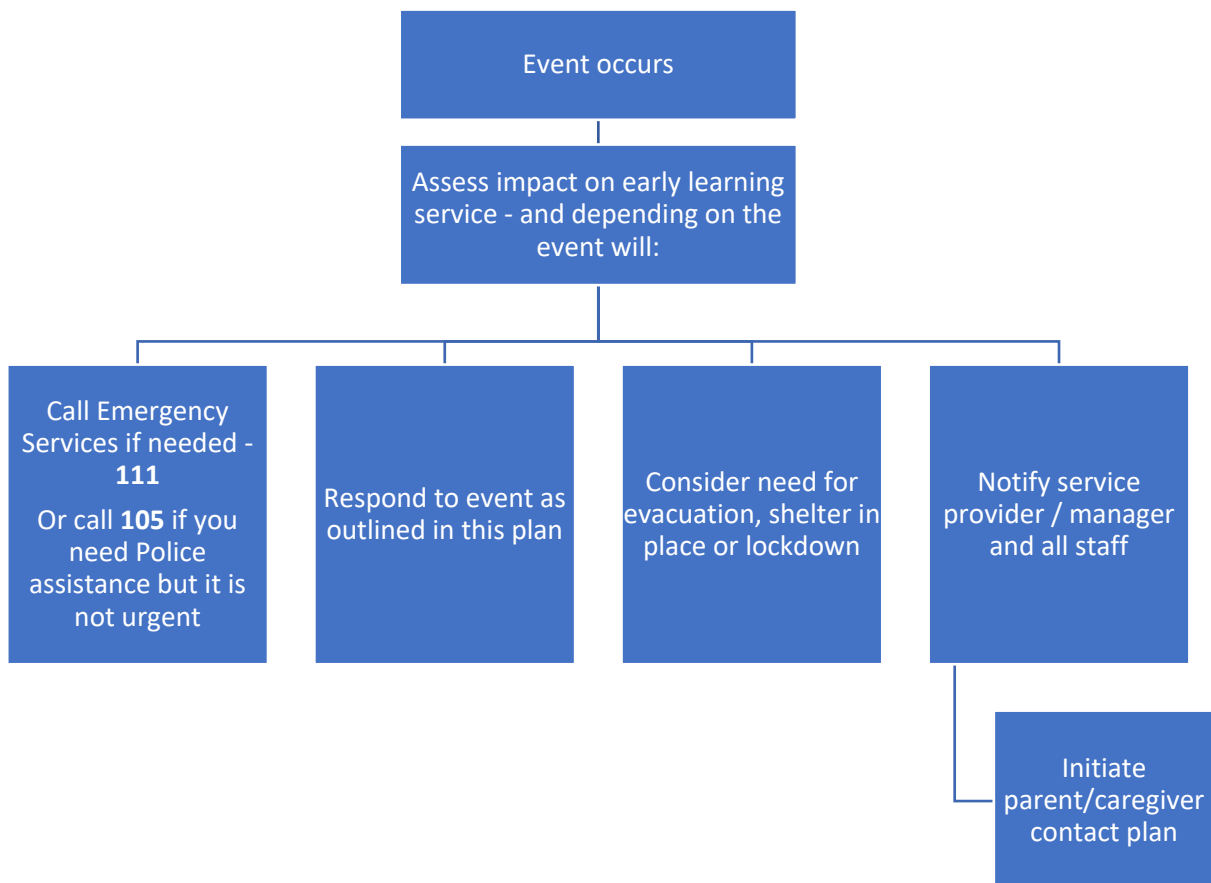 Event occurs
Assess impact on early learning
service - and depending on the
event will:
Call Emergency
Services if needed -
111
Or call 105 if you
need Police
assistance but it is
not urgent
Respond to event as
outlined in this plan
Consider need for
evacuation, shelter in
place or lockdown
Notify service
provider / manager
and all staff
Initiate
parent/caregiver
contact plan